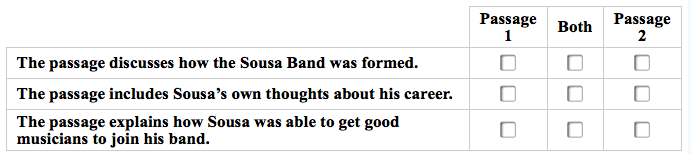 Passage 1
Both
Passage 2
The passage discusses how the Sousa Band was formed.
The passage includes Sousa’s own thoughts about his career.
The passage explains how Sousa was able to get good
musicians to join his band.